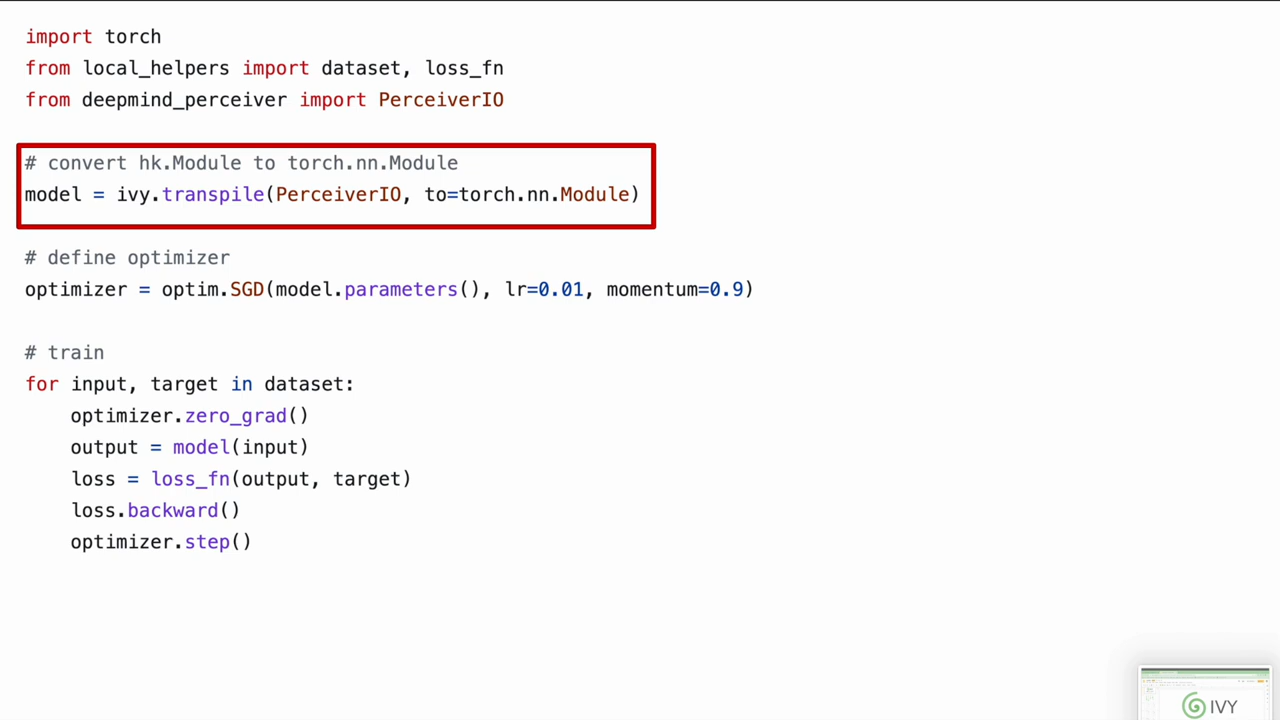 import torch
from local_helpers import dataset, loss_fn
from deepmind_perceiver import PerceiverIO
# convert hk.Module to torch.nn.Module
model = ivy.transpile(PerceiverIO, to=torch.nn.Module)
# define optimizer
optimizer = optim.SGD(model.parameters(), lr=0.01, momentum=0.9)
# train
for input, target in dataset:
    optimizer.zero_grad()
    output = model(input)
    loss = loss_fn(output, target)
    loss.backward()
    optimizer.step()
IVY